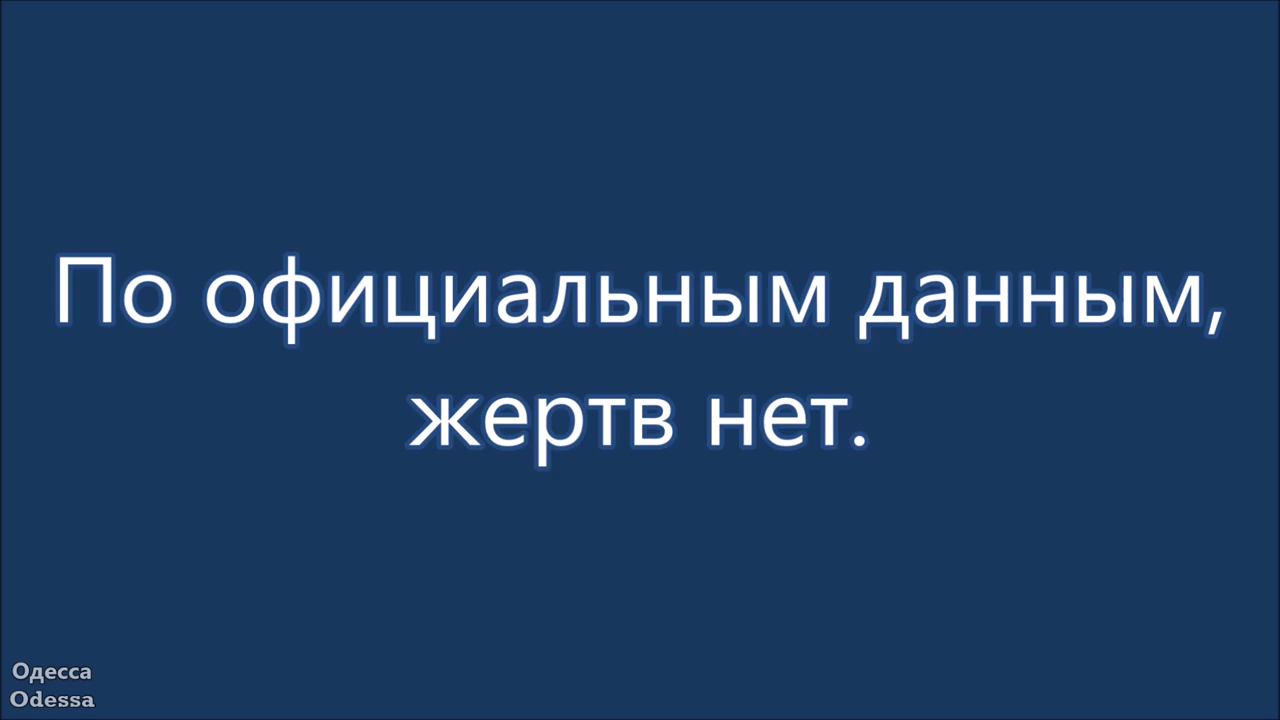 По официальным данным,
жертв нет.
Одесса
Odessa